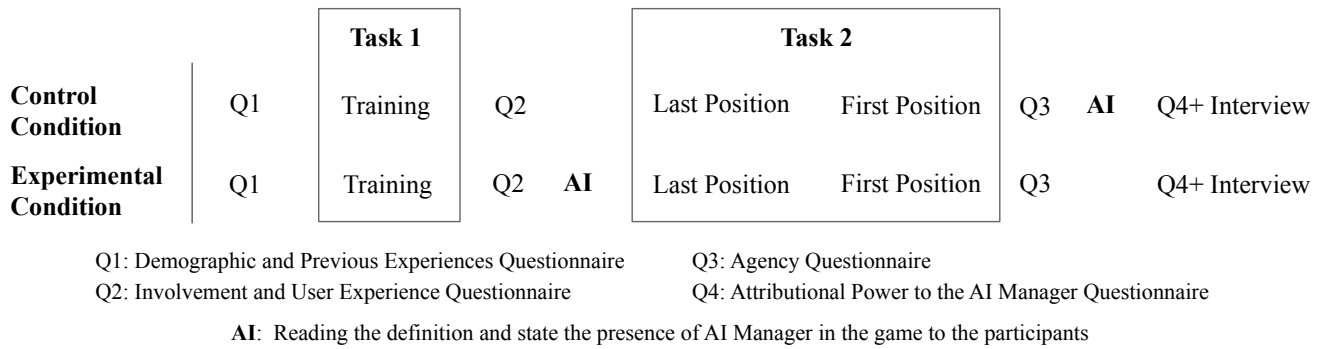 Task 1 Task 2
Control Condition Q1 Training Q2 Last Position First Position Q3 AI Q4+ Interview
Experimental Condition Q1 Training Q2 AI Last Position First Position Q3 Q4+ Interview
Q1: Demographic and Previous Experiences Questionnaire Q3: Agency Questionnaire
Q2: Involvement and User Experience Questionnaire Q4: Attributional Power to the AI Manager Questionnaire
AI: Reading the definition and state the presence of AI Manager in the game to the participants